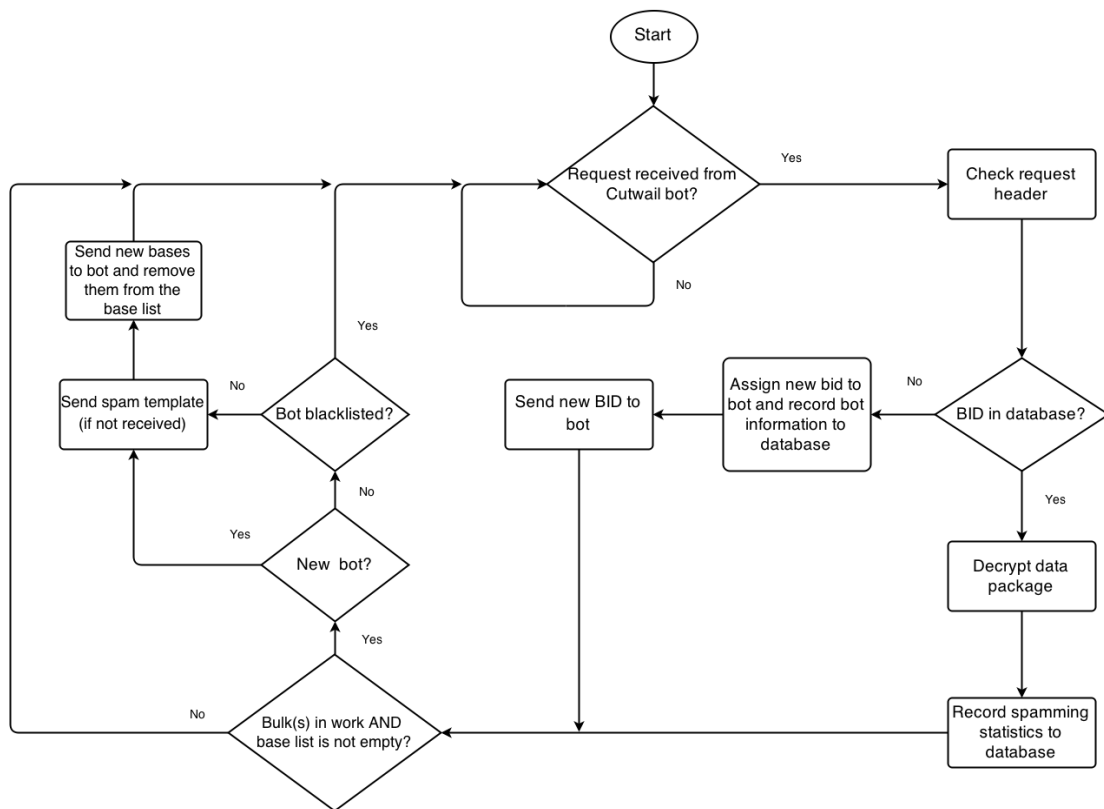 Start
Request received from
Cutwail bot?
Yes
Check request
header
No
Send new bases
to bot and remove
them from the
base list
Yes
Send spam template
(if not received)
No
Bot blacklisted?
Send new BID to
bot
Assign new bid to
bot and record bot
information to
database
No
BID in database?
No
Yes
Yes
New  bot?
Decrypt data
package
Yes
No
Bulk(s) in work AND
base list is not empty?
Record spamming
statistics to
database